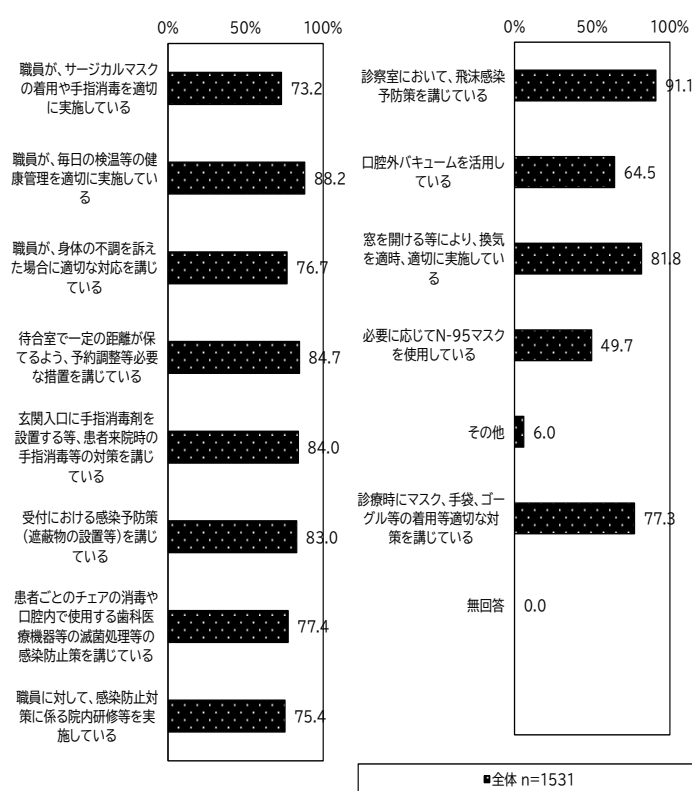 0% 50% 100%
職員が、サージカルマスク
の着用や手指消毒を適切
に実施している
73.2
職員が、毎日の検温等の健
康管理を適切に実施してい
る
88.2
職員が、身体の不調を訴え
た場合に適切な対応を講じ
ている
76.7
待合室で一定の距離が保
てるよう、予約調整等必要
な措置を講じている
84.7
玄関入口に手指消毒剤を
設置する等、患者来院時の
手指消毒等の対策を講じ
ている
84.0
受付における感染予防策
（遮蔽物の設置等）を講じ
ている
83.0
患者ごとのチェアの消毒や
口腔内で使用する歯科医
療機器等の滅菌処理等の
感染防止策を講じている
77.4
職員に対して、感染防止対
策に係る院内研修等を実
施している
75.4
0% 50% 100%
診察室において、飛沫感染
予防策を講じている
91.1
口腔外バキュームを活用し
ている
64.5
窓を開ける等により、換気
を適時、適切に実施してい
る
81.8
必要に応じてN-95マスク
を使用している
49.7
その他
6.0
診療時にマスク、手袋、ゴー
グル等の着用等適切な対
策を講じている
77.3
無回答
0.0
全体 n=1531